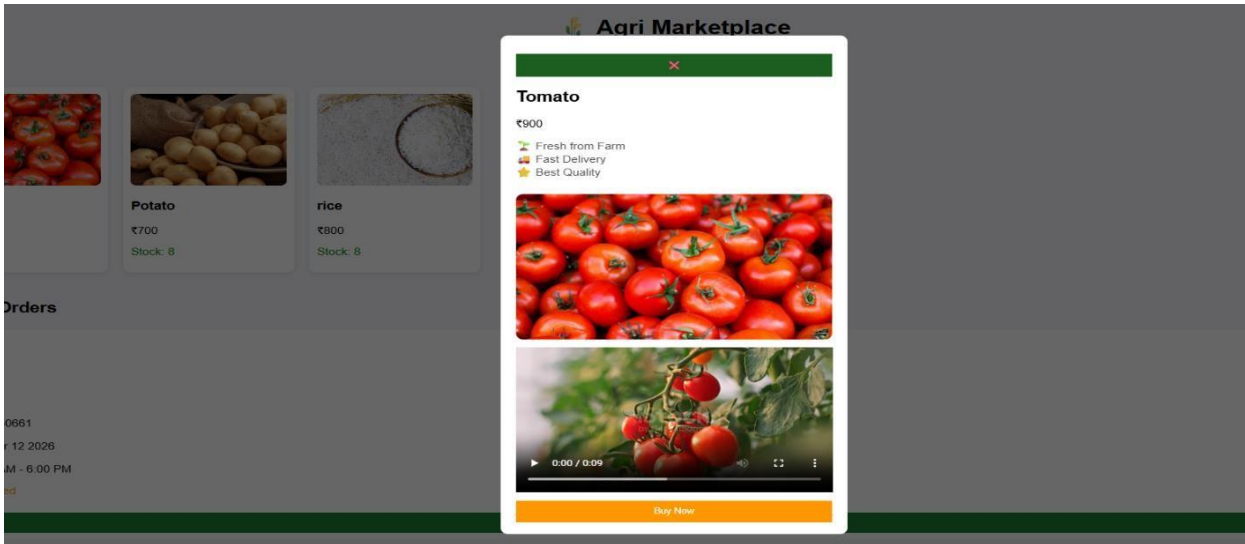 🌾 Agri Marketplace
❌
Tomato
₹900
🌱 Fresh from Farm
🚚 Fast Delivery
⭐ Best Quality
Potato
₹700
Stock: 8
rice
₹800
Stock: 8
Orders
0661
12 2026
AM - 6:00 PM
0:00 / 0:09
Buy Now